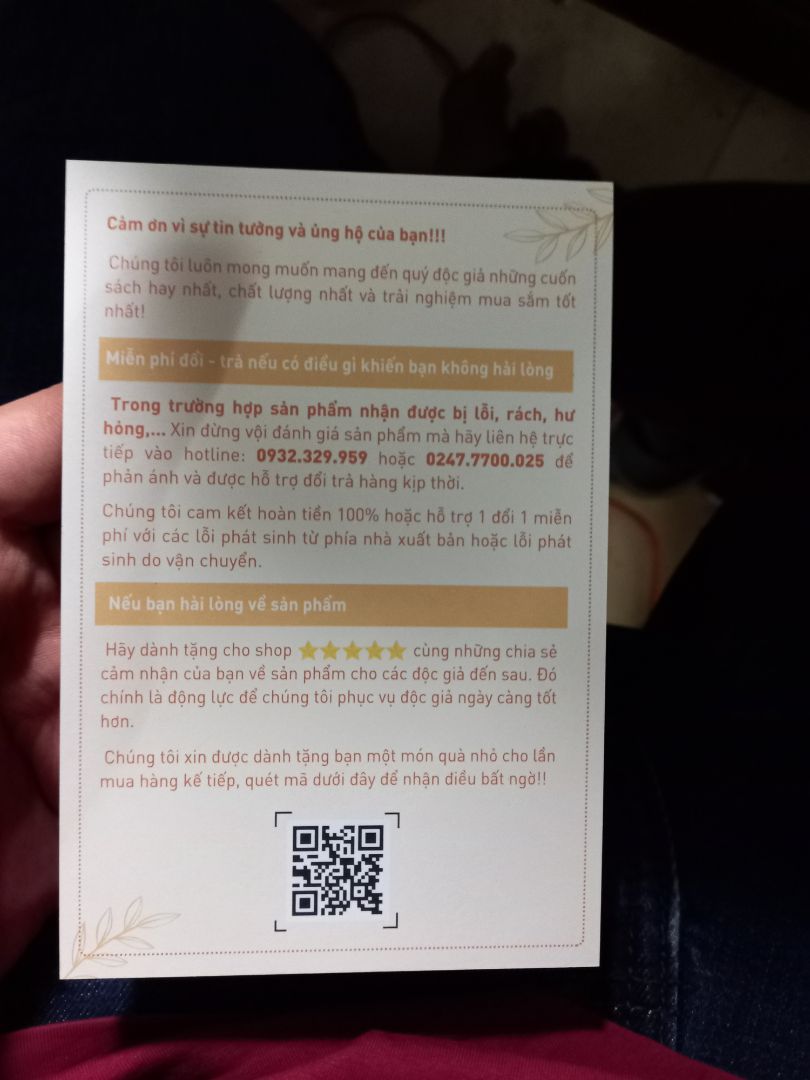 Cảm ơn vì sự tin tưởng và ủng hộ của bạn!!!
Chúng tôi luôn mong muốn mang đến quý độc giả những cuốn
sách hay nhất, chất lượng nhất và trải nghiệm mua sắm tốt
nhất!
Miễn phí đổi - trả nếu có điều gì khiến bạn không hài lòng
Trong trường hợp sản phẩm nhận được bị lỗi, rách, hư
hỏng,... Xin đừng vội đánh giá sản phẩm mà hãy liên hệ trực
tiếp vào hotline: 0932.329.959 hoặc 0247.7700.025 để
phản ánh và được hỗ trợ đổi trả hàng kịp thời.
Chúng tôi cam kết hoàn tiền 100% hoặc hỗ trợ 1 đổi 1 miễn
phí với các lỗi phát sinh từ phía nhà xuất bản hoặc lỗi phát
sinh do vận chuyển.
Nếu bạn hài lòng về sản phẩm
Hãy dành tặng cho shop ⭐⭐⭐⭐⭐ cùng những chia sẻ
cảm nhận của bạn về sản phẩm cho các độc giả đến sau. Đó
chính là động lực để chúng tôi phục vụ độc giả ngày càng tốt
hơn.
Chúng tôi xin được dành tặng bạn một món quà nhỏ cho lần
mua hàng kế tiếp, quét mã dưới đây để nhận điều bất ngờ!!